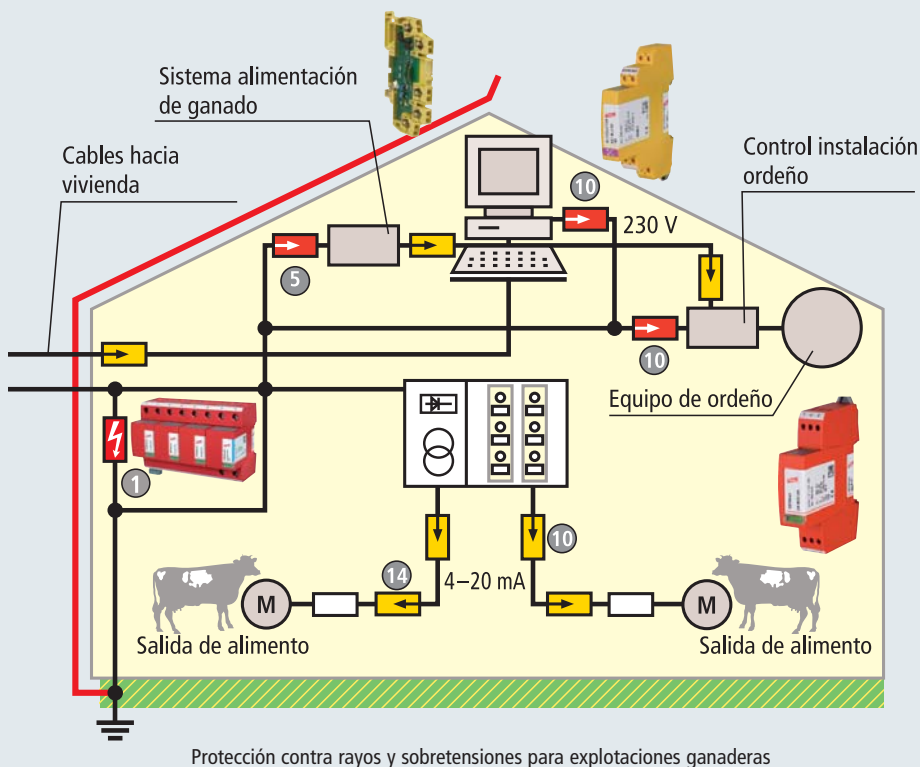 Sistema alimentación
de ganado
Cables hacia
vivienda
Control instalación
ordeño
10
230 V
5
10
Equipo de ordeño
1
10
14
4–20 mA
M
M
Salida de alimento
Salida de alimento
Protección contra rayos y sobretensiones para explotaciones ganaderas